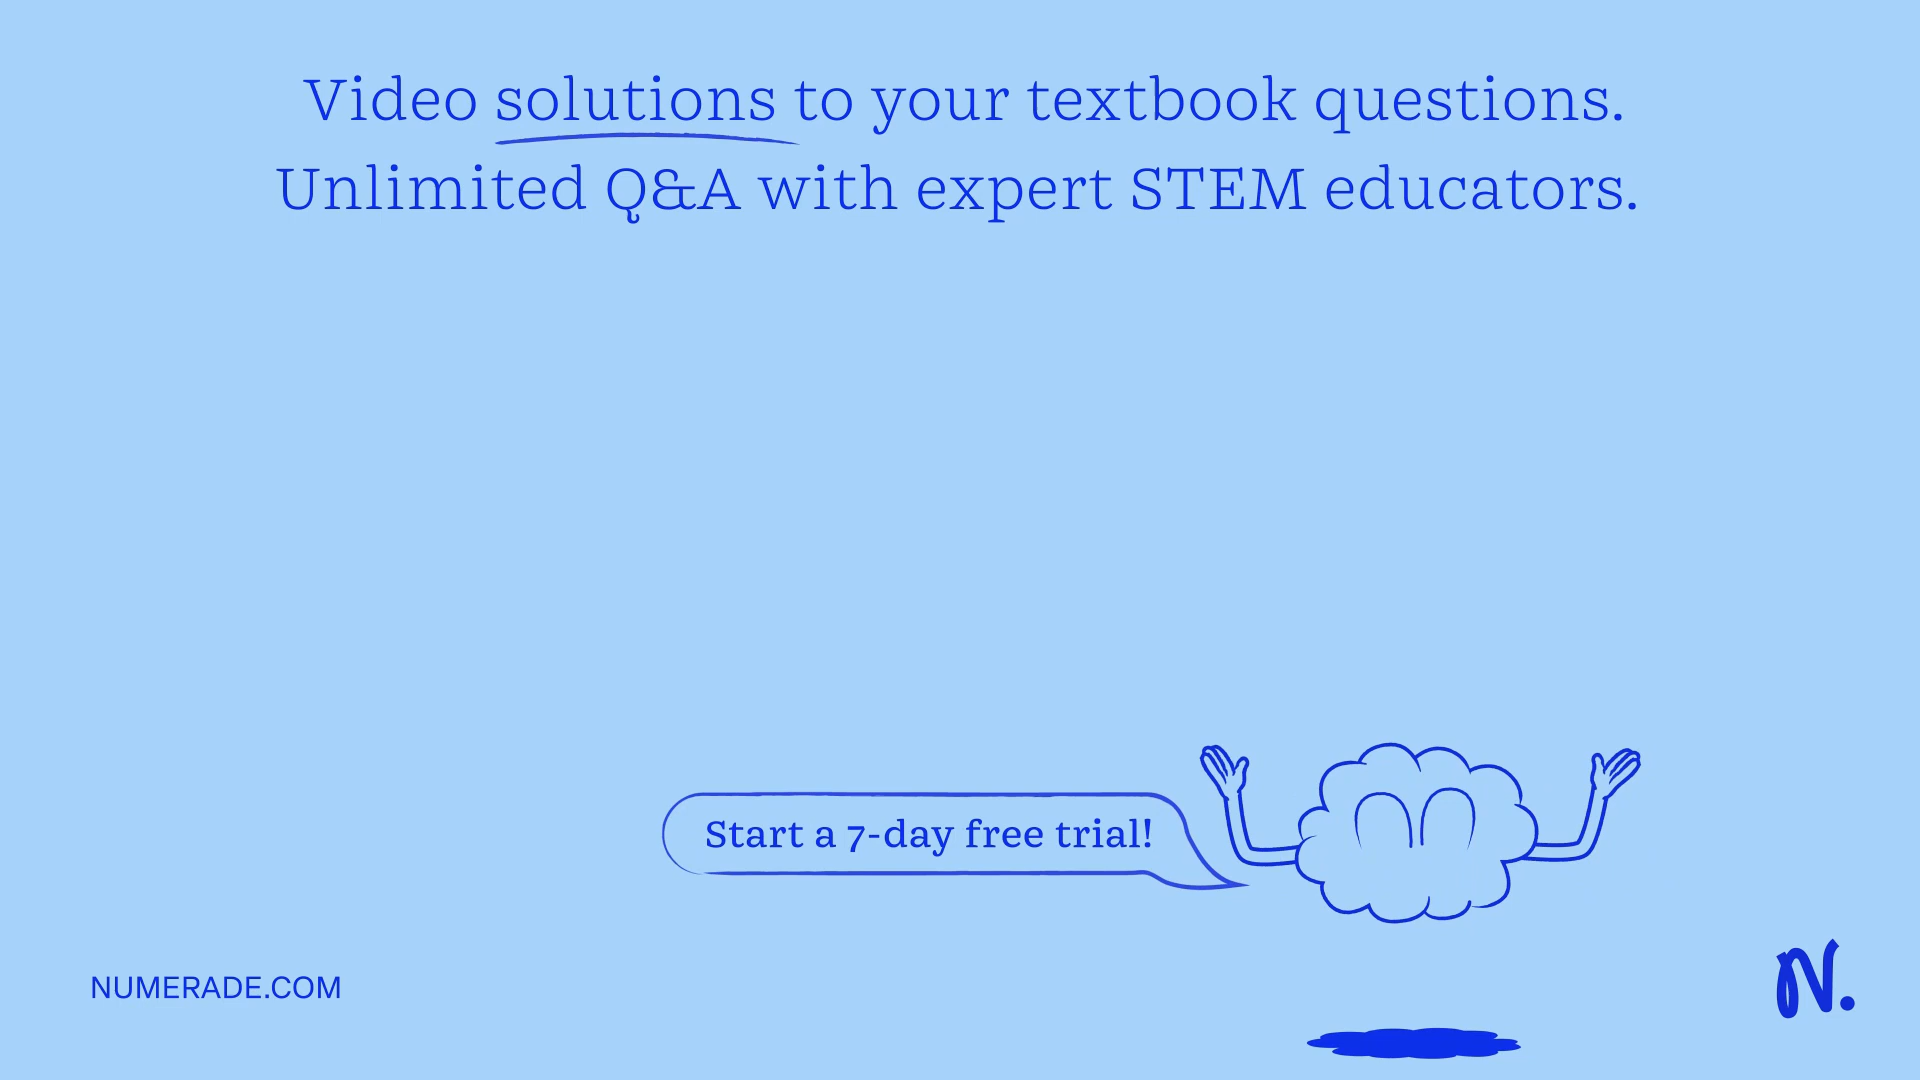 Video solutions to your textbook questions.
Unlimited Q&A with expert STEM educators.
Start a 7-day free trial!
NUMERADE.COM
N.